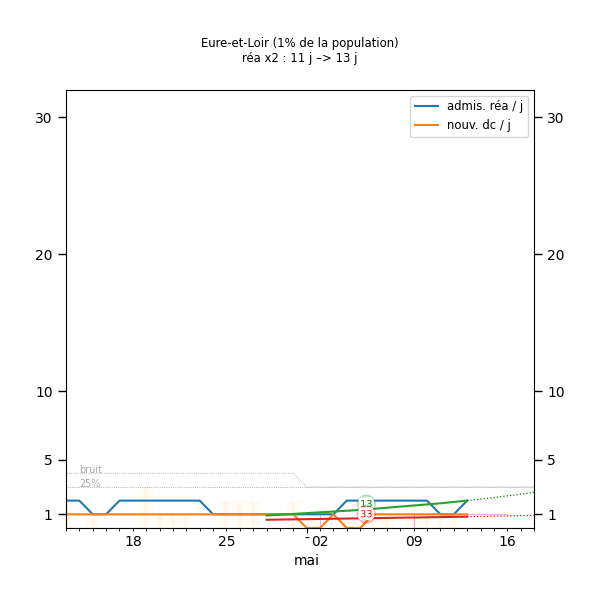 Eure-et-Loir (1% de la population)
réa x2 : 11 j –> 13 j
admis. réa / j
nouv. dc / j
30 30
20 20
10 10
5 5
1 1
bruit
25%
13
33
18 25 02 09 16
mai